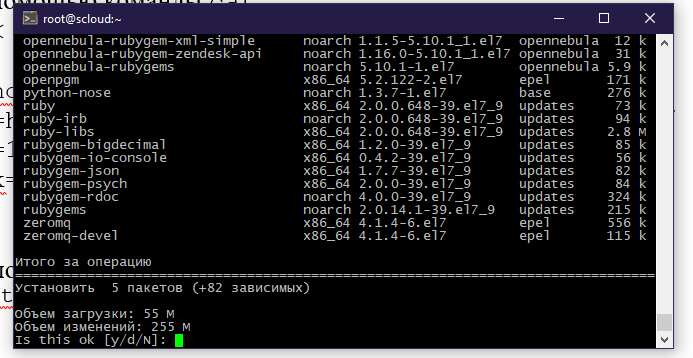 помощью команды cat
root@scloud:~
opennebula-rubygem-xml-simple noarch 1.1.5-5.10.1_1.el7 opennebula 12 k
opennebula-rubygem-zendesk-api noarch 1.16.0-5.10.1_1.el7 opennebula 31 k
opennebula-rubygems noarch 5.10.1-1.el7 opennebula 5.9 k
openpgm x86_64 5.2.122-2.el7 epel 171 k
python-nose noarch 1.3.7-1.el7 base 276 k
ruby x86_64 2.0.0.648-39.el7_9 updates 73 k
ruby-irb noarch 2.0.0.648-39.el7_9 updates 94 k
ruby-libs x86_64 2.0.0.648-39.el7_9 updates 2.8 M
rubygem-bigdecimal x86_64 1.2.0-39.el7_9 updates 85 k
rubygem-io-console x86_64 0.4.2-39.el7_9 updates 56 k
rubygem-json x86_64 1.7.7-39.el7_9 updates 82 k
rubygem-psych x86_64 2.0.0-39.el7_9 updates 84 k
rubygem-rdoc noarch 4.0.0-39.el7_9 updates 324 k
rubygems noarch 2.0.14.1-39.el7_9 updates 215 k
zeromq x86_64 4.1.4-6.el7 epel 556 k
zeromq-devel x86_64 4.1.4-6.el7 epel 115 k
Итого за операцию
================================================================================
Установить 5 пакетов (+82 зависимых)
Объем загрузки: 55 M
Объем изменений: 255 M
Is this ok [y/d/N]: